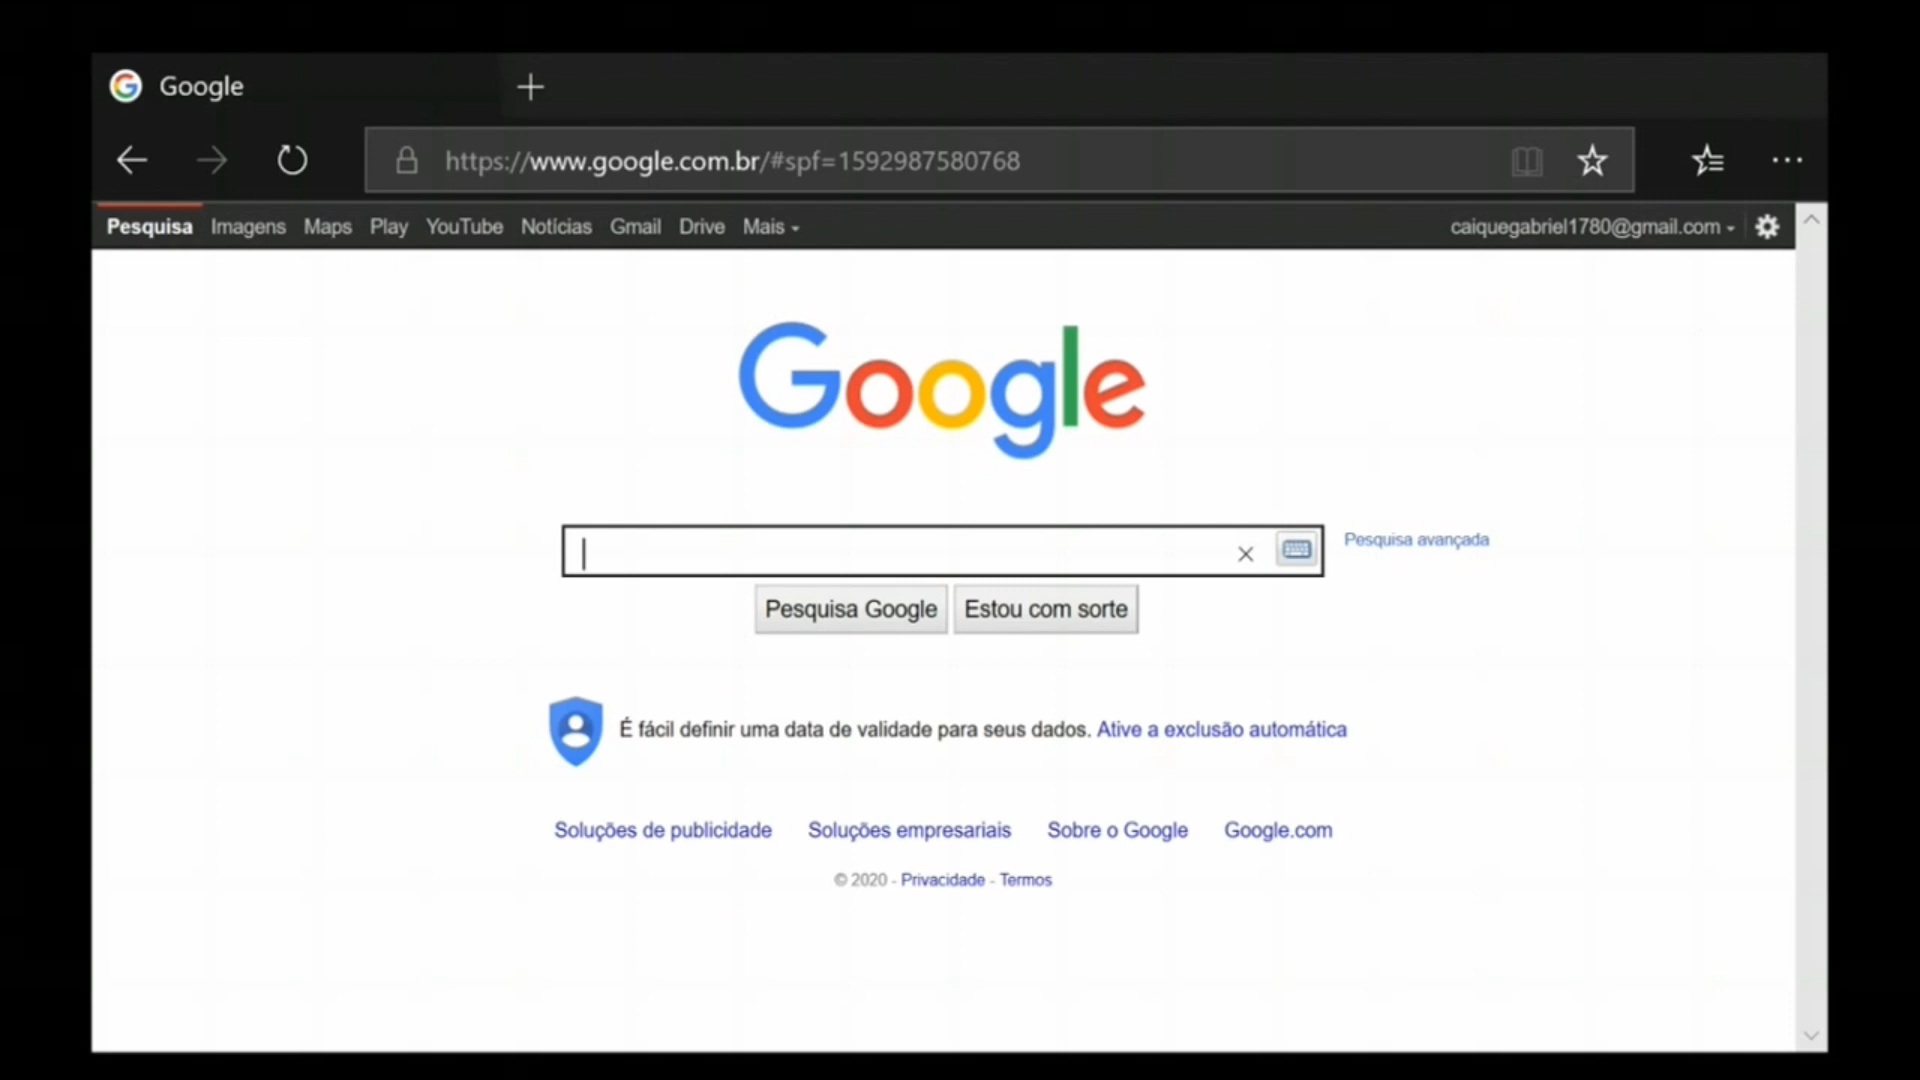 Google
https://www.google.com.br/#spf=1592987580768
Pesquisa Imagens Maps Play YouTube Notícias Gmail Drive Mais
caiquegabriel1780@gmail.com
Google
Pesquisa avançada
Pesquisa Google Estou com sorte
É fácil definir uma data de validade para seus dados. Ative a exclusão automática
Soluções de publicidade Soluções empresariais Sobre o Google Google.com
© 2020 - Privacidade - Termos